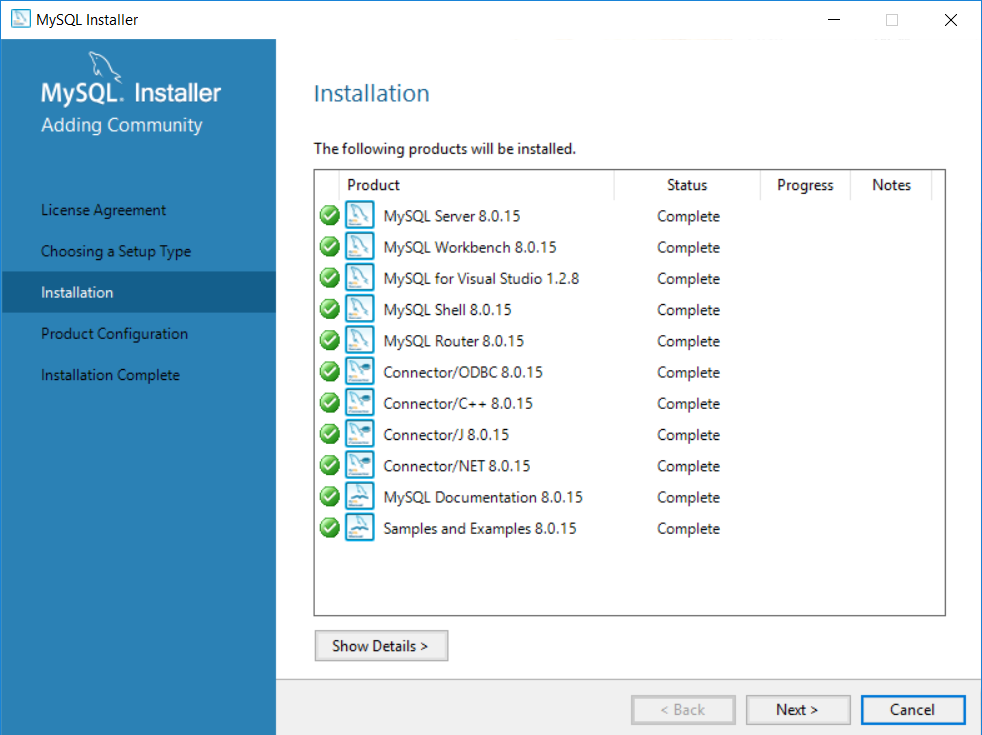 MySQL Installer
MySQL. Installer
Adding Community
License Agreement
Choosing a Setup Type
Installation
Product Configuration
Installation Complete
Installation
The following products will be installed.
Product Status Progress Notes
MySQL Server 8.0.15 Complete
MySQL Workbench 8.0.15 Complete
MySQL for Visual Studio 1.2.8 Complete
MySQL Shell 8.0.15 Complete
MySQL Router 8.0.15 Complete
Connector/ODBC 8.0.15 Complete
Connector/C++ 8.0.15 Complete
Connector/J 8.0.15 Complete
Connector/NET 8.0.15 Complete
MySQL Documentation 8.0.15 Complete
Samples and Examples 8.0.15 Complete
Show Details >
< Back Next > Cancel